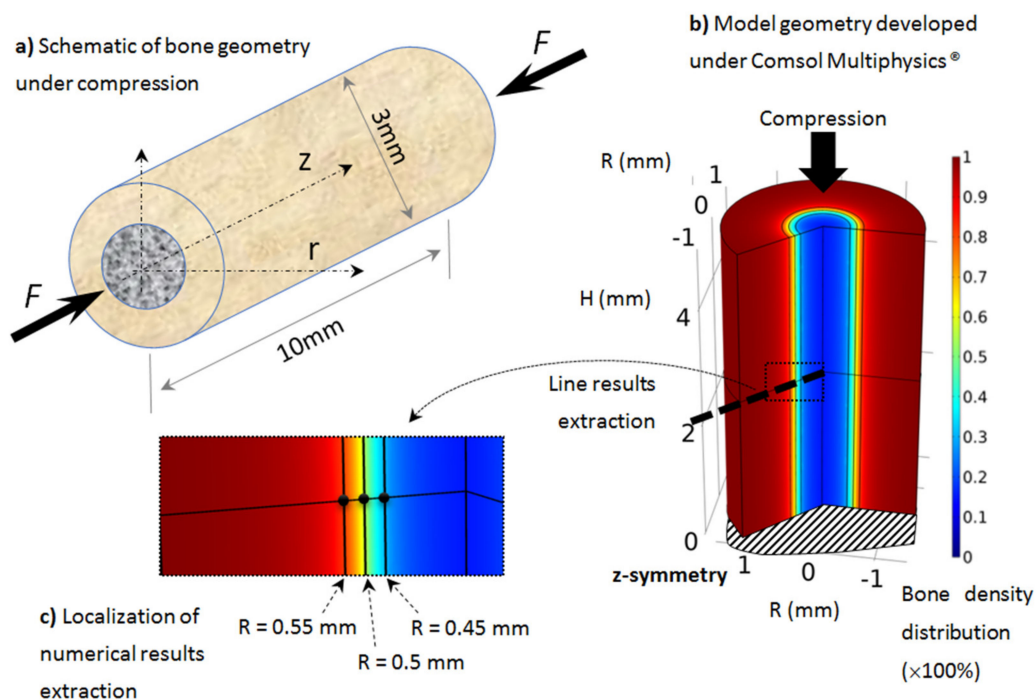 a) Schematic of bone geometry
under compression
F
F
3mm
z
r
10mm
b) Model geometry developed
under Comsol Multiphysics®
Compression
R (mm)
1
0
-1
H (mm)
4
2
0
1
0
-1
R (mm)
z-symmetry
1
0.9
0.8
0.7
0.6
0.5
0.4
0.3
0.2
0.1
0
Bone density
distribution
(×100%)
Line results
extraction
c) Localization of
numerical results
extraction
R = 0.55 mm
R = 0.5 mm
R = 0.45 mm